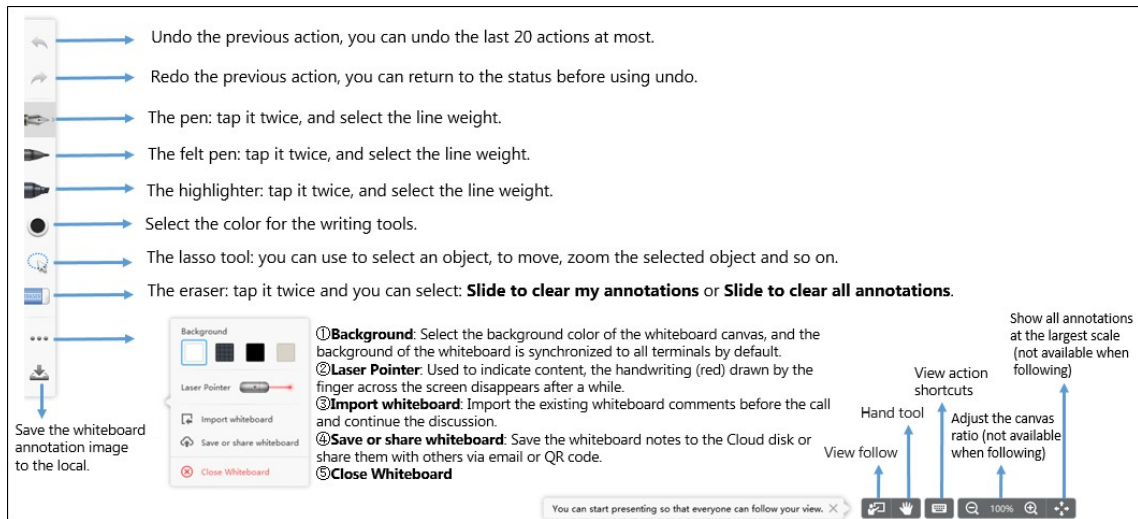 Undo the previous action, you can undo the last 20 actions at most.
Redo the previous action, you can return to the status before using undo.
The pen: tap it twice, and select the line weight.
The felt pen: tap it twice, and select the line weight.
The highlighter: tap it twice, and select the line weight.
Select the color for the writing tools.
The lasso tool: you can use to select an object, to move, zoom the selected object and so on.
The eraser: tap it twice and you can select: Slide to clear my annotations or Slide to clear all annotations.
Background
Laser Pointer
Import whiteboard
Save or share whiteboard
Close Whiteboard
①Background: Select the background color of the whiteboard canvas, and the
background of the whiteboard is synchronized to all terminals by default.
②Laser Pointer: Used to indicate content, the handwriting (red) drawn by the
finger across the screen disappears after a while.
③Import whiteboard: Import the existing whiteboard comments before the call
and continue the discussion.
④Save or share whiteboard: Save the whiteboard notes to the Cloud disk or
share them with others via email or QR code.
⑤Close Whiteboard
Save the whiteboard
annotation image
to the local.
View follow
Hand tool
View action
shortcuts
Adjust the canvas
ratio (not available
when following)
Show all annotations
at the largest scale
(not available when
following)
You can start presenting so that everyone can follow your view.
100%